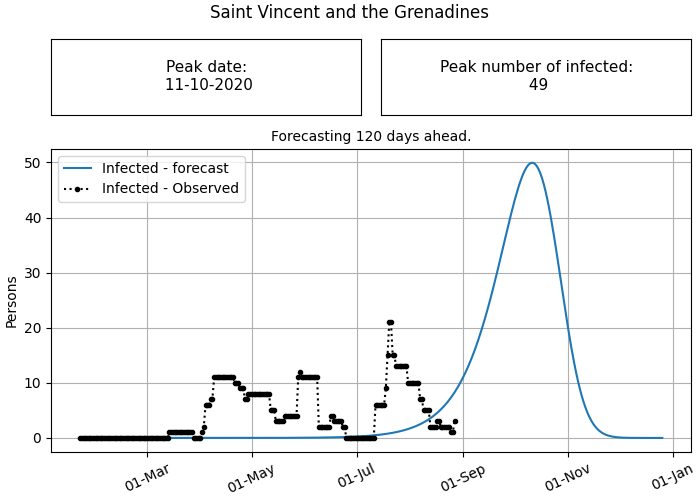 Saint Vincent and the Grenadines
Peak date:
11-10-2020
Peak number of infected:
49
Forecasting 120 days ahead.
Infected - forecast
Infected - Observed
Persons
50
40
30
20
10
0
01-Mar
01-May
01-Jul
01-Sep
01-Nov
01-Jan